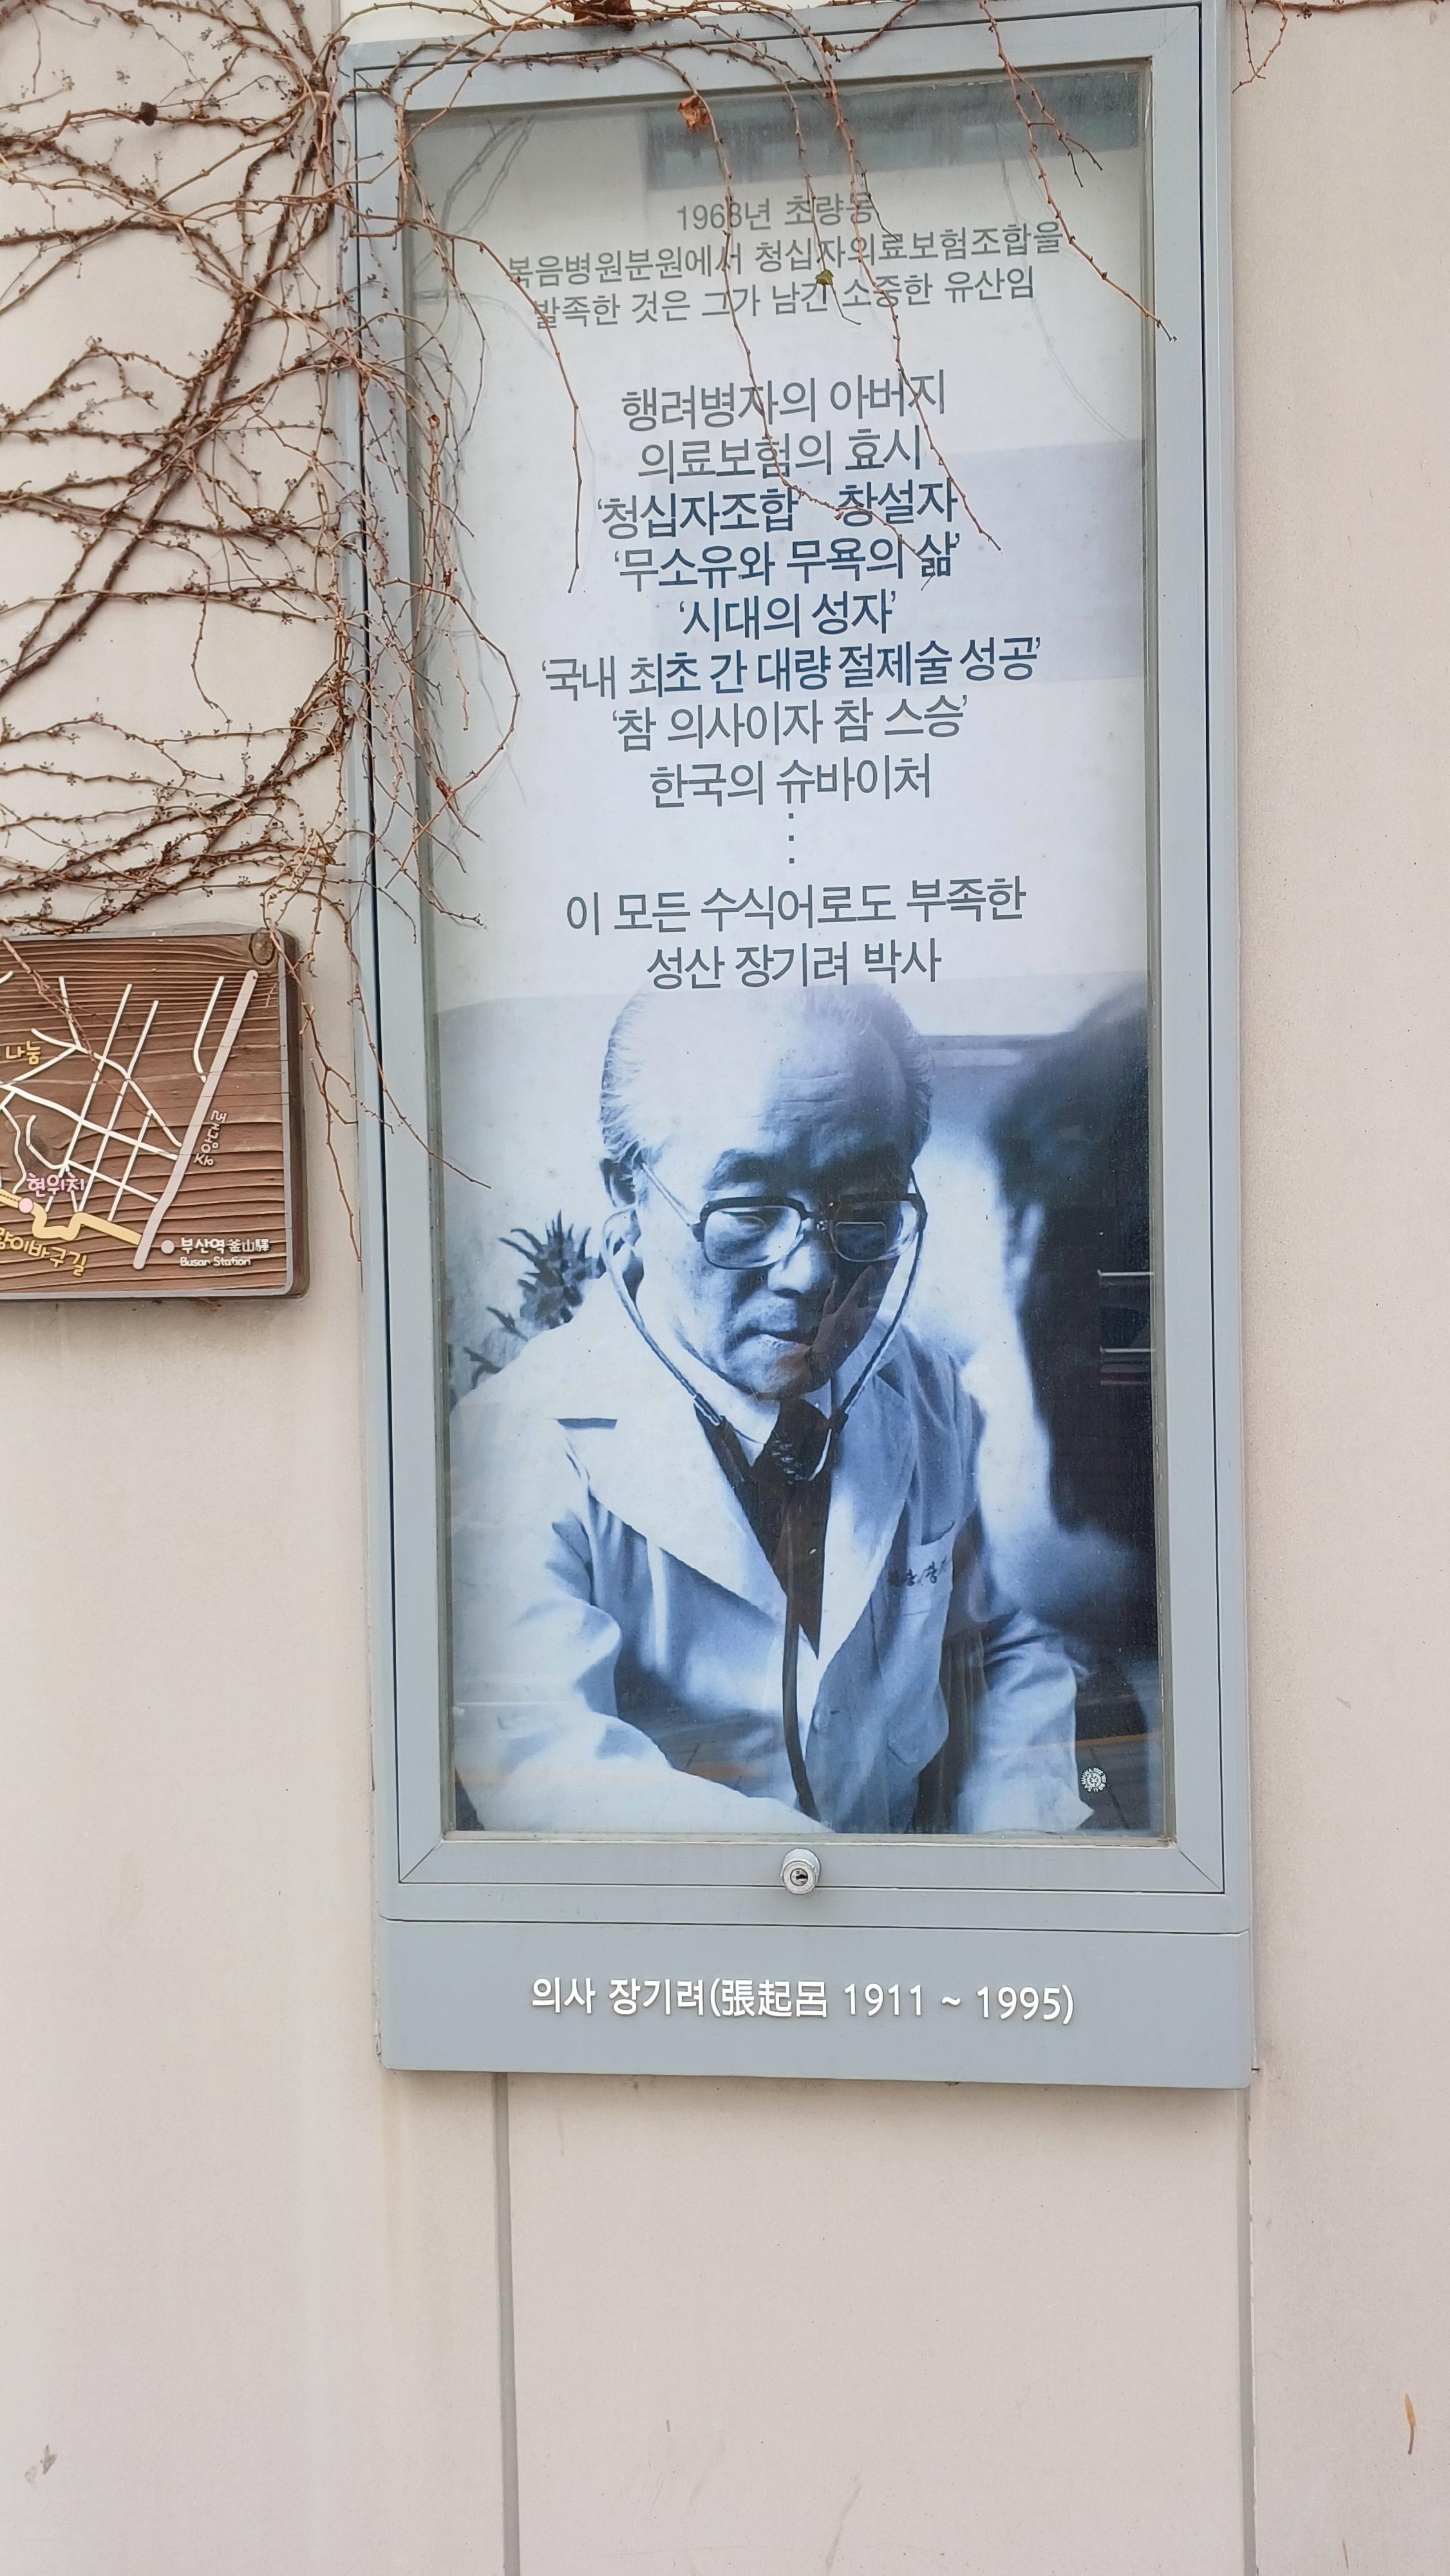 1968년 초량동
복음병원분원에서 청십자의료보험조합을
발족한 것은 그가 남긴 소중한 유산임
행려병자의 아버지
의료보험의 효시
‘청십자조합’ 창설자
‘무소유와 무욕의 삶’
‘시대의 성자’
‘국내 최초 간 대량 절제술 성공’
‘참 의사이자 참 스승’
한국의 슈바이처
이 모든 수식어로도 부족한
성산 장기려 박사
의사 장기려(張起呂 1911 ~ 1995)
나눔
중앙대로
현위치
부산역 釜山驛
Busan Station